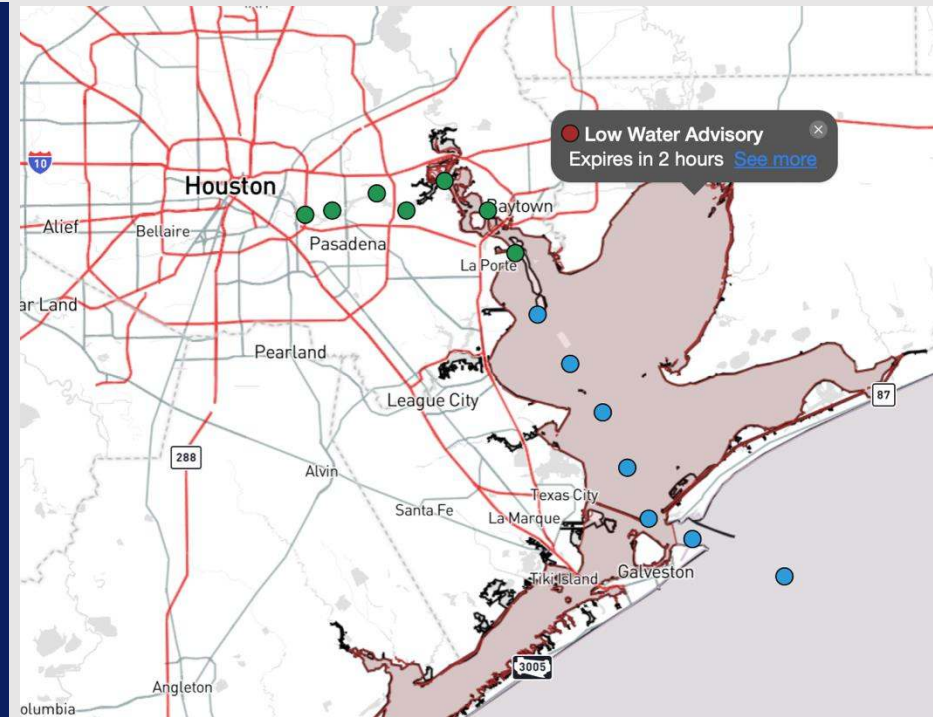 10
Houston
Low Water Advisory
Expires in 2 hours See more
Alief
Bellaire
Pasadena
Baytown
La Porte
ar Land
Pearland
League City
87
288
Alvin
Texas City
Santa Fe
La Marque
Tiki Island
Galveston
3005
Angleton
olumbia